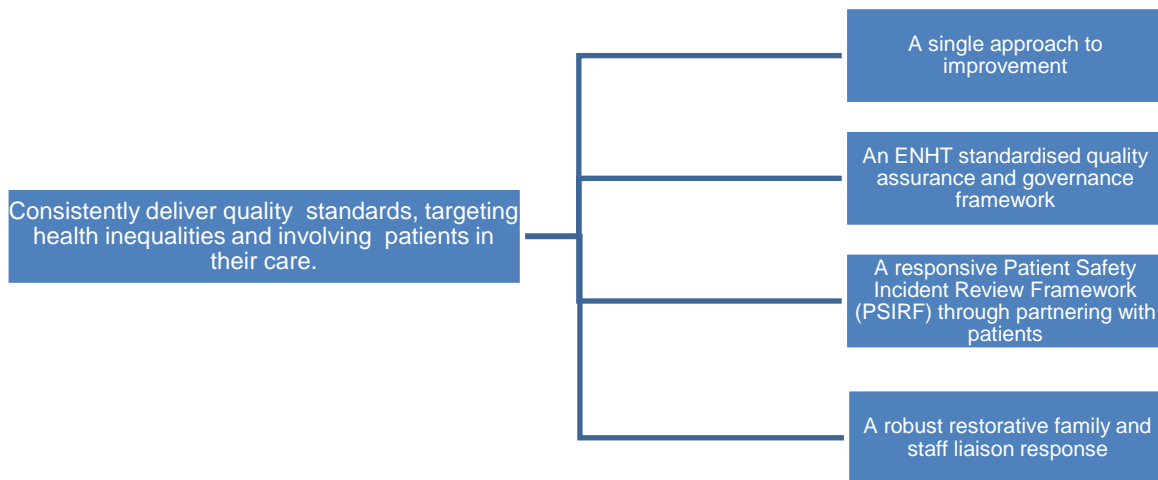 Consistently deliver quality standards, targeting
health inequalities and involving patients in
their care.
A single approach to
improvement
An ENHT standardised quality
assurance and governance
framework
A responsive Patient Safety
Incident Review Framework
(PSIRF) through partnering with
patients
A robust restorative family and
staff liaison response